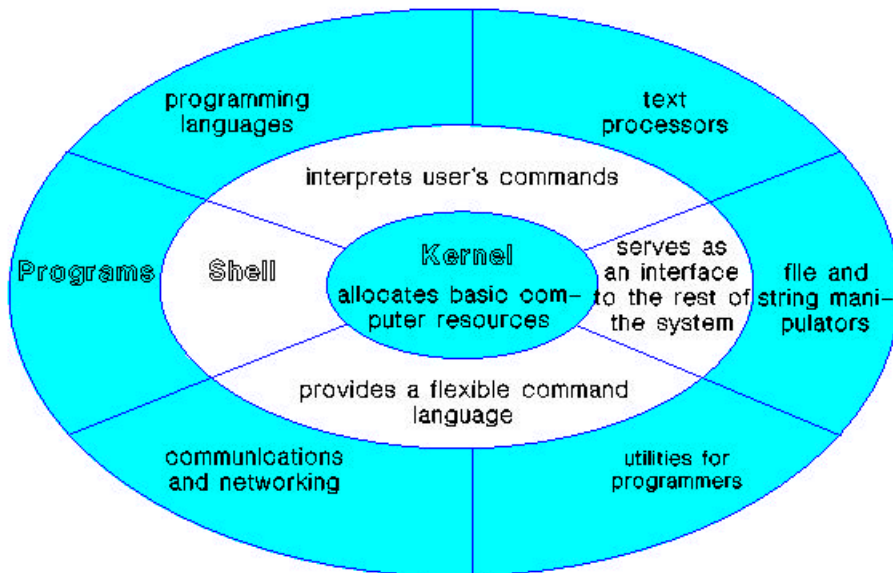 programming
languages
text
processors
interprets user's commands
Programs
Shell
Kernel
allocates basic com-
puter resources
serves as
an interface
to the rest of
the system
file and
string mani-
pulators
provides a flexible command
language
communications
and networking
utilities for
programmers